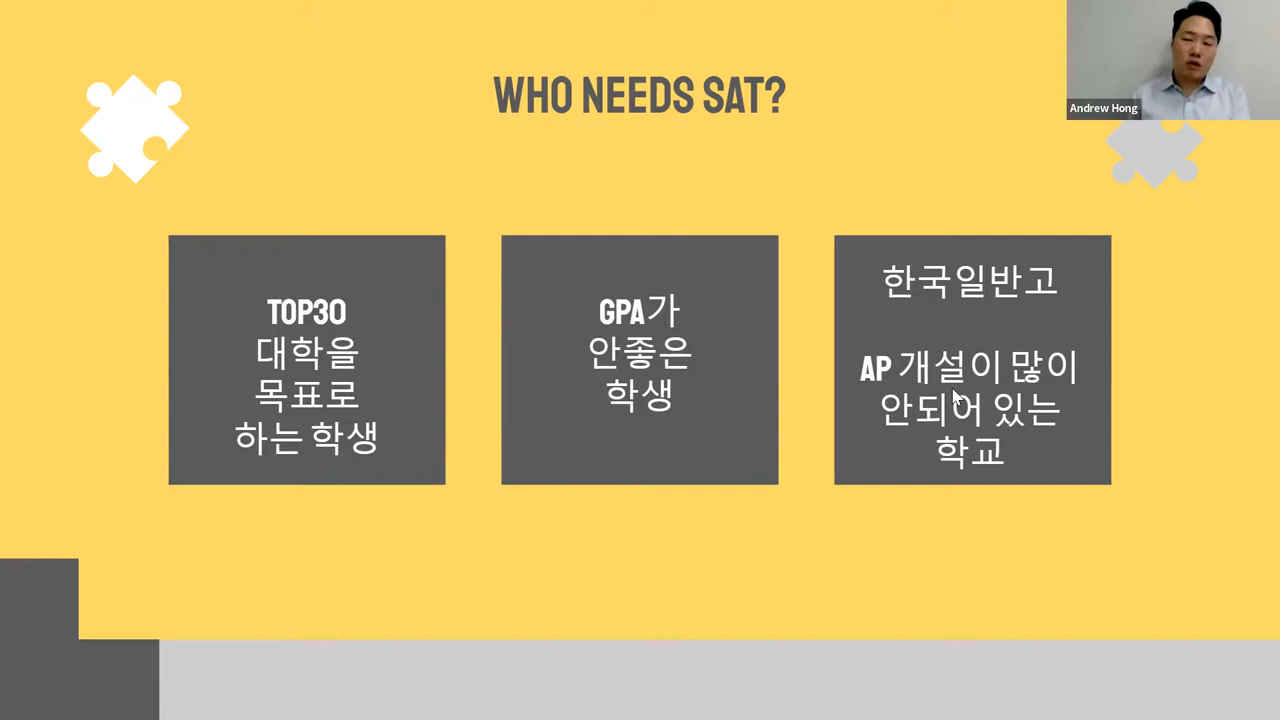 WHO NEEDS SAT?
Andrew Hong
TOP30
대학을
목표로
하는 학생
GPA가
안좋은
학생
한국일반고
AP 개설이 많이
안되어 있는
학교